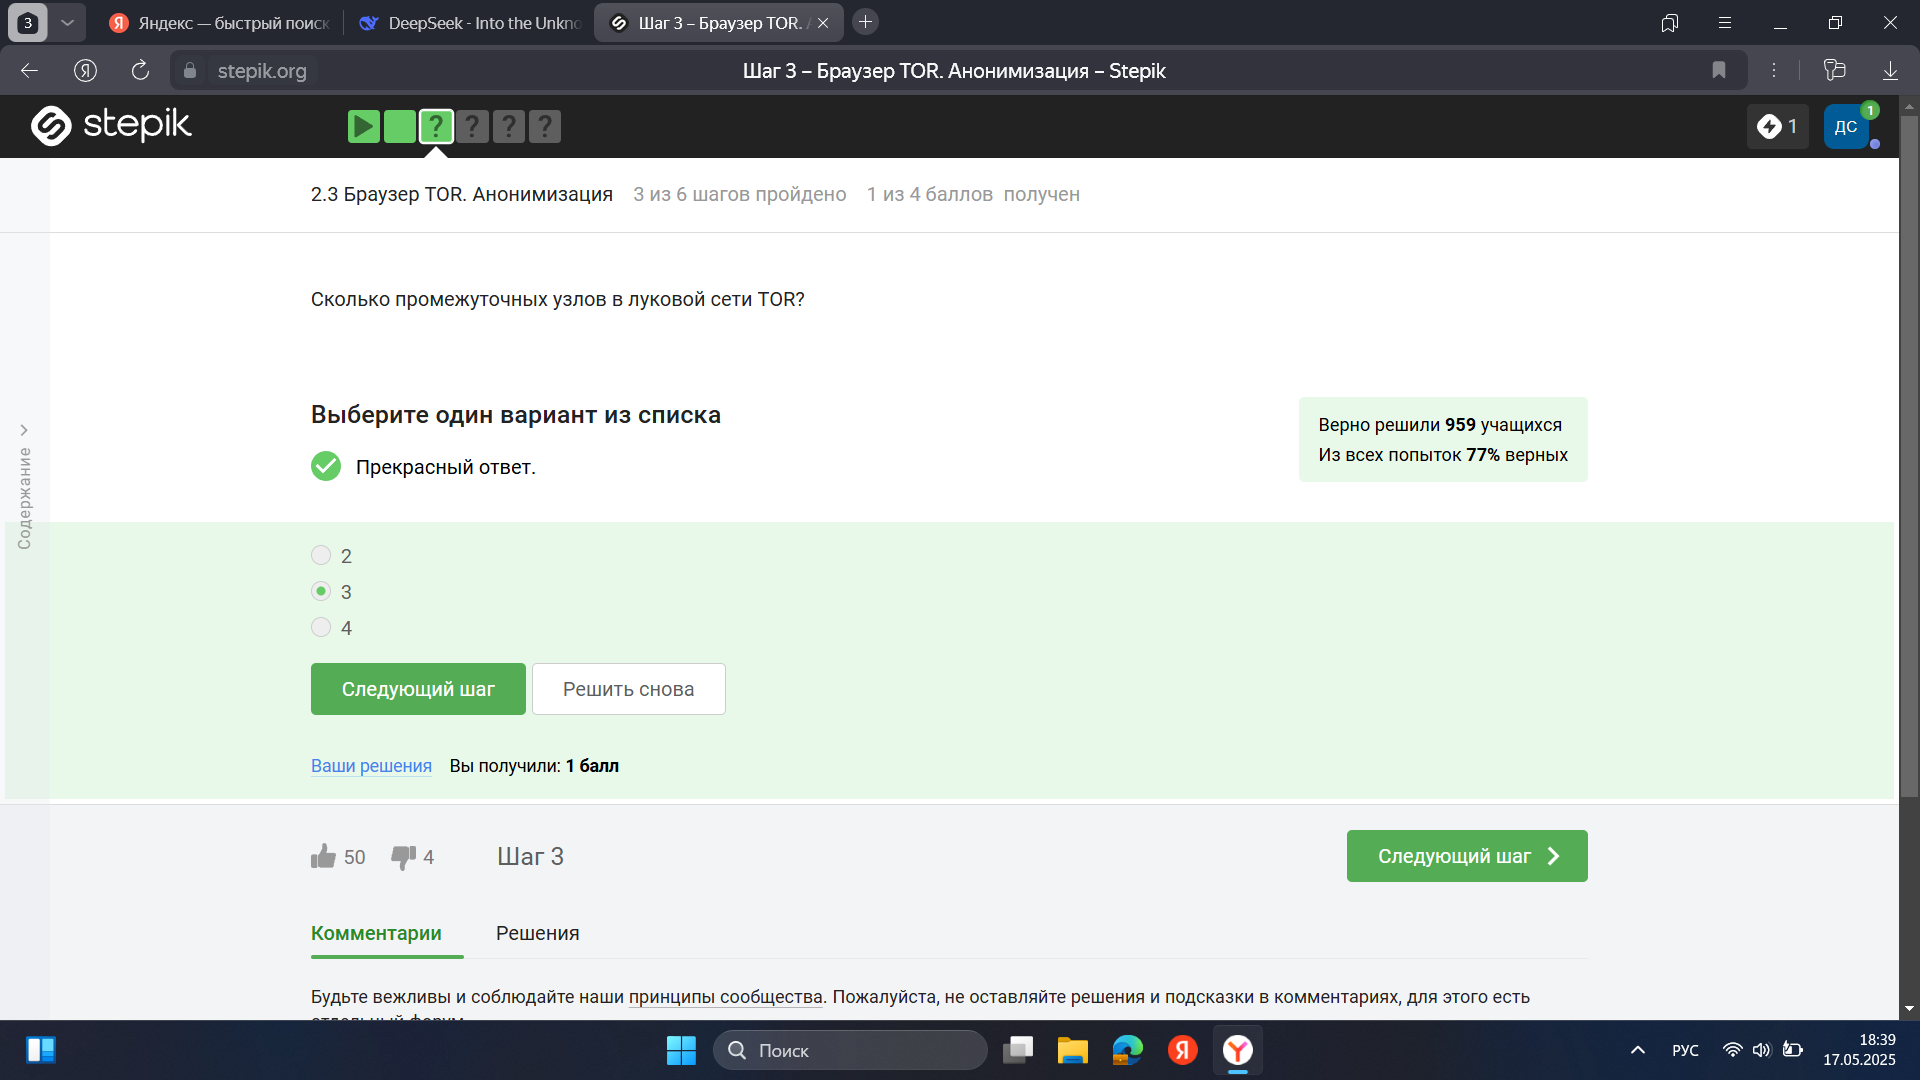 3
Яндекс — быстрый поиск
DeepSeek - Into the Unkno
Шаг 3 – Браузер TOR. А
stepik.org
Шаг 3 – Браузер TOR. Анонимизация – Stepik
stepik
? ? ? ?
1
ДС
1
2.3 Браузер TOR. Анонимизация 3 из 6 шагов пройдено 1 из 4 баллов получен
Содержание
Сколько промежуточных узлов в луковой сети TOR?
Выберите один вариант из списка
Прекрасный ответ.
Верно решили 959 учащихся
Из всех попыток 77% верных
2
3
4
Следующий шаг
Решить снова
Ваши решения Вы получили: 1 балл
50
4
Шаг 3
Следующий шаг
Комментарии
Решения
Будьте вежливы и соблюдайте наши принципы сообщества. Пожалуйста, не оставляйте решения и подсказки в комментариях, для этого есть
отдельный форум.
Поиск
РУС
18:39
17.05.2025